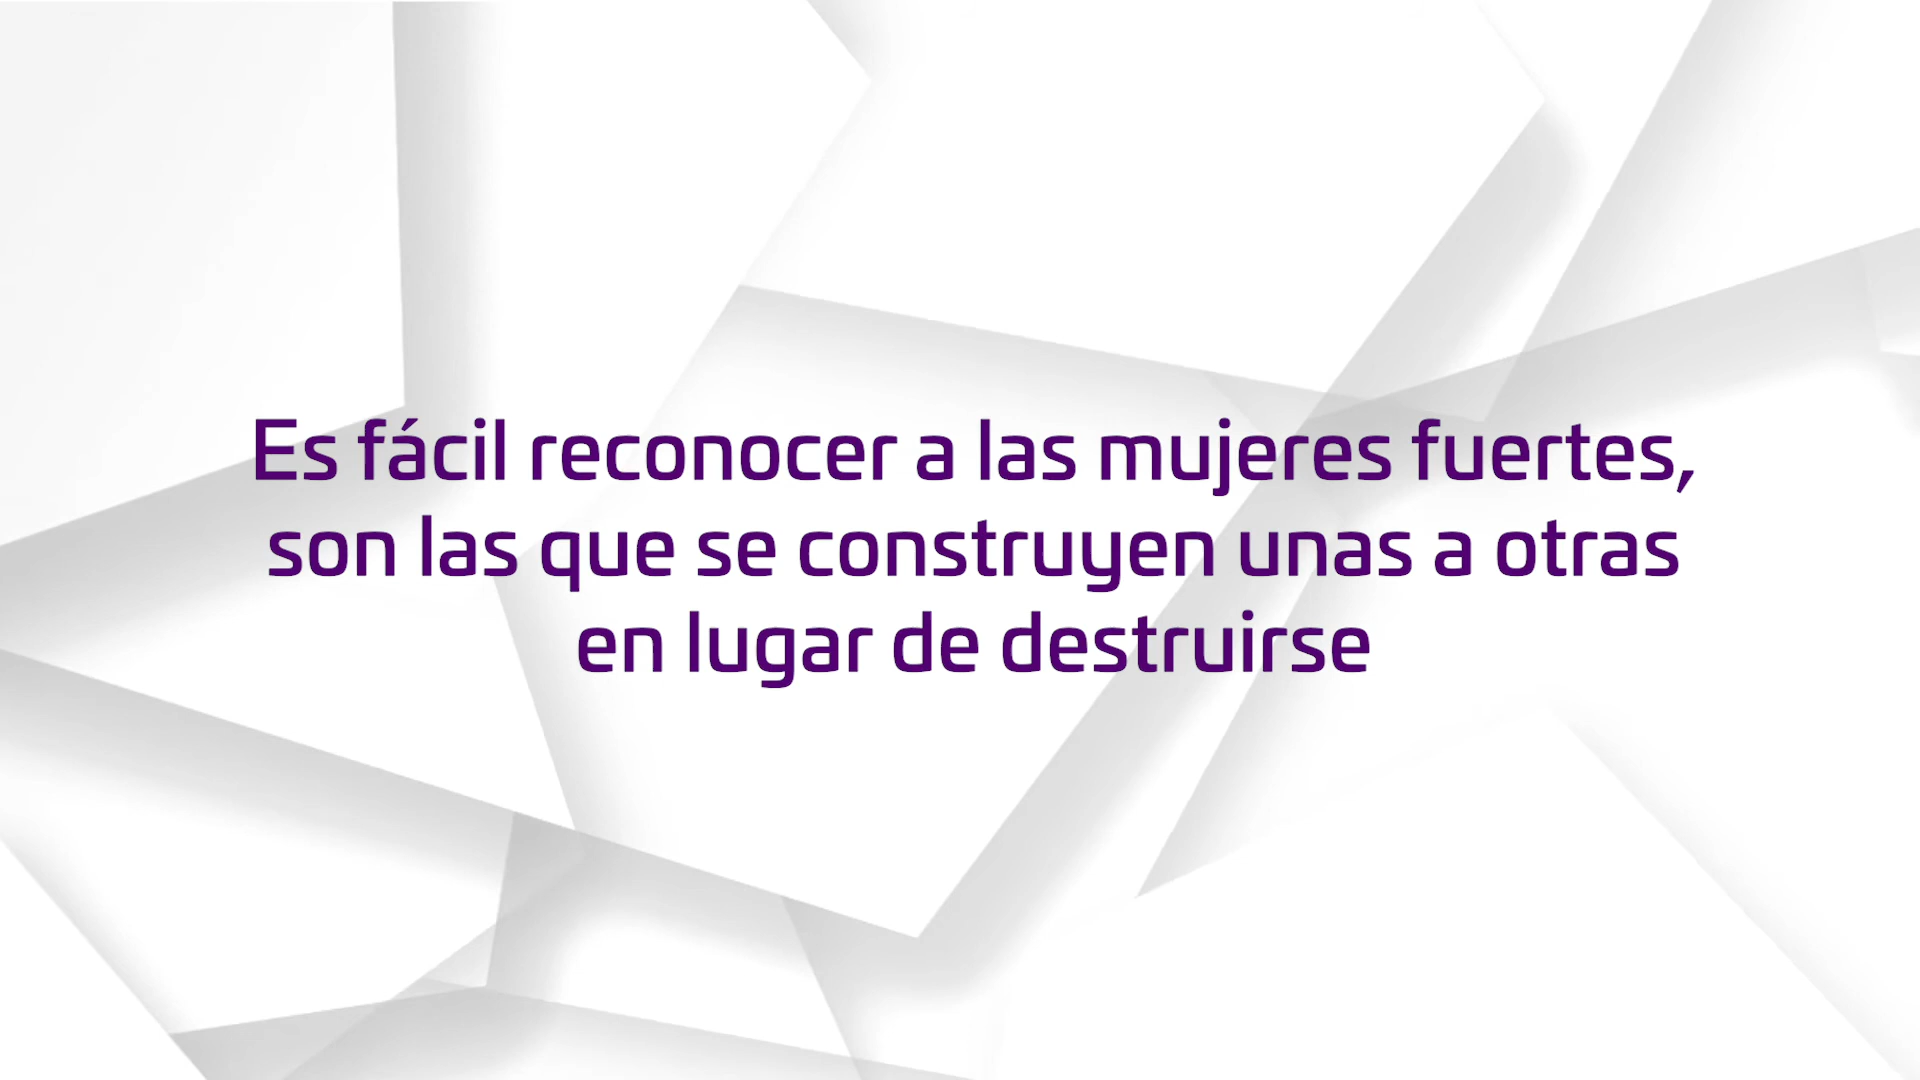 Es fácil reconocer a las mujeres fuertes,
son las que se construyen unas a otras
en lugar de destruirse